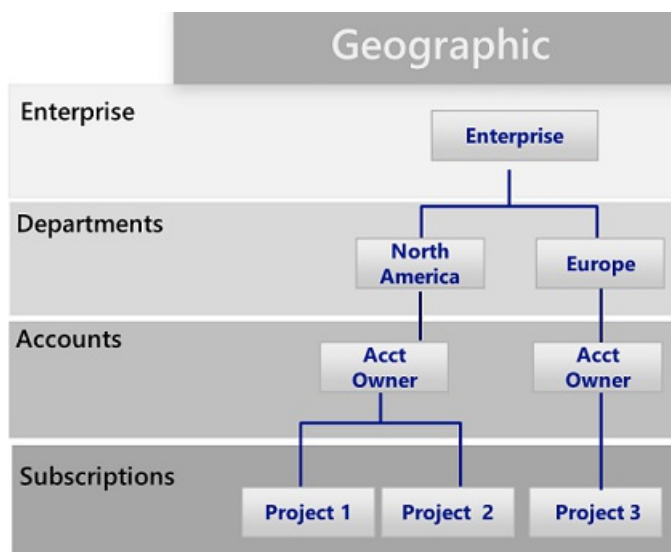 Geographic
Enterprise
Enterprise
Departments
North
America
Europe
Accounts
Acct
Owner
Acct
Owner
Subscriptions
Project 1
Project 2
Project 3